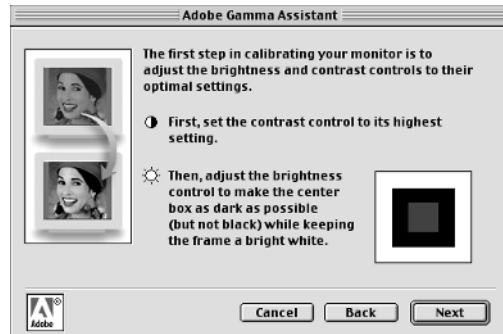 Adobe Gamma Assistant
The first step in calibrating your monitor is to
adjust the brightness and contrast controls to their
optimal settings.
First, set the contrast control to its highest
setting.
Then, adjust the brightness
control to make the center
box as dark as possible
(but not black) while keeping
the frame a bright white.
Adobe
Cancel
Back
Next